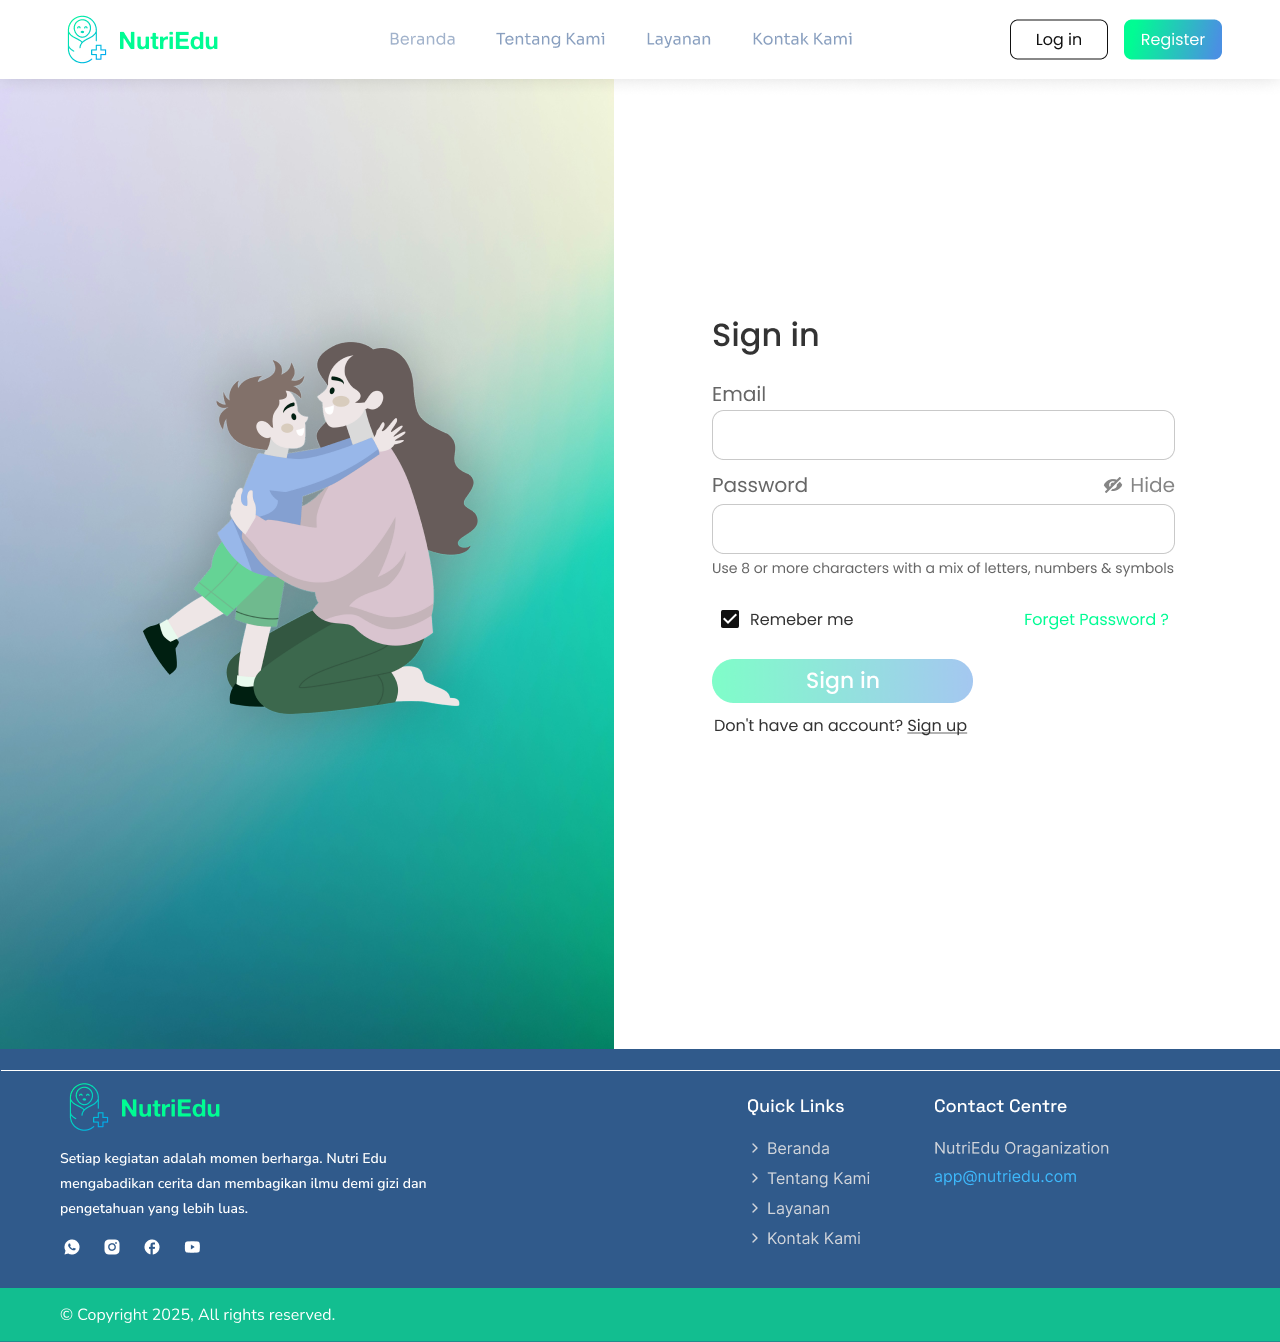 NutriEdu
Beranda
Tentang Kami
Layanan
Kontak Kami
Log in
Register
Sign in
Email
Password
Hide
Use 8 or more characters with a mix of letters, numbers & symbols
Remeber me
Forget Password ?
Sign in
Don't have an account? Sign up
NutriEdu
Setiap kegiatan adalah momen berharga. Nutri Edu
mengabadikan cerita dan membagikan ilmu demi gizi dan
pengetahuan yang lebih luas.
Quick Links
Beranda
Tentang Kami
Layanan
Kontak Kami
Contact Centre
NutriEdu Oraganization
app@nutriedu.com
© Copyright 2025, All rights reserved.